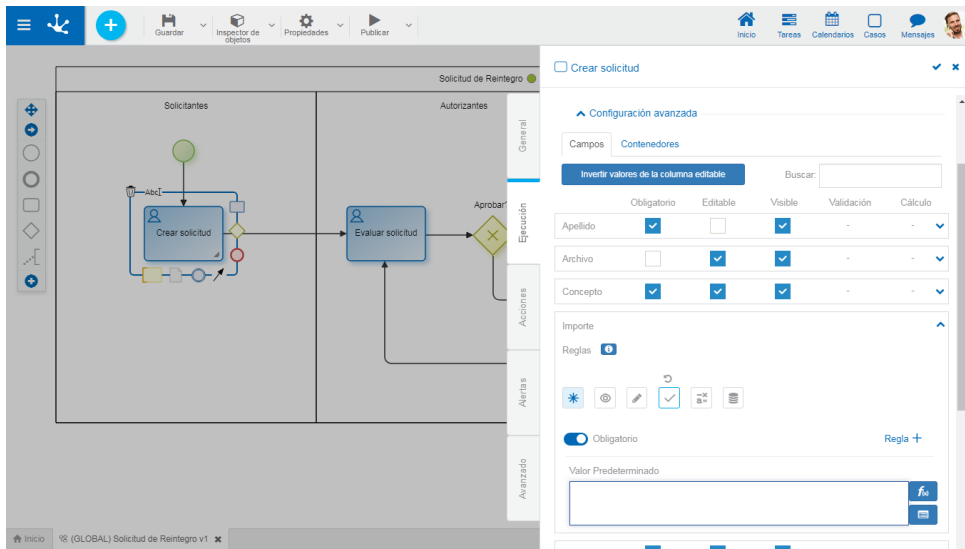 Guardar
Inspector de
objetos
Propiedades
Publicar
Inicio
Tareas
Calendarios
Casos
Mensajes
Solicitud de Reintegro
Solicitantes
Autorizantes
Abc
Crear solicitud
Evaluar solicitud
Aprobar?
General
Ejecución
Acciones
Alertas
Avanzado
Crear solicitud
Configuración avanzada
Campos
Contenedores
Invertir valores de la columna editable
Buscar:
Obligatorio Editable Visible Validación Cálculo
Apellido - -
Archivo - -
Concepto - -
Importe
Reglas
Obligatorio
Regla +
Valor Predeterminado
f(x)
Inicio
(GLOBAL) Solicitud de Reintegro v1